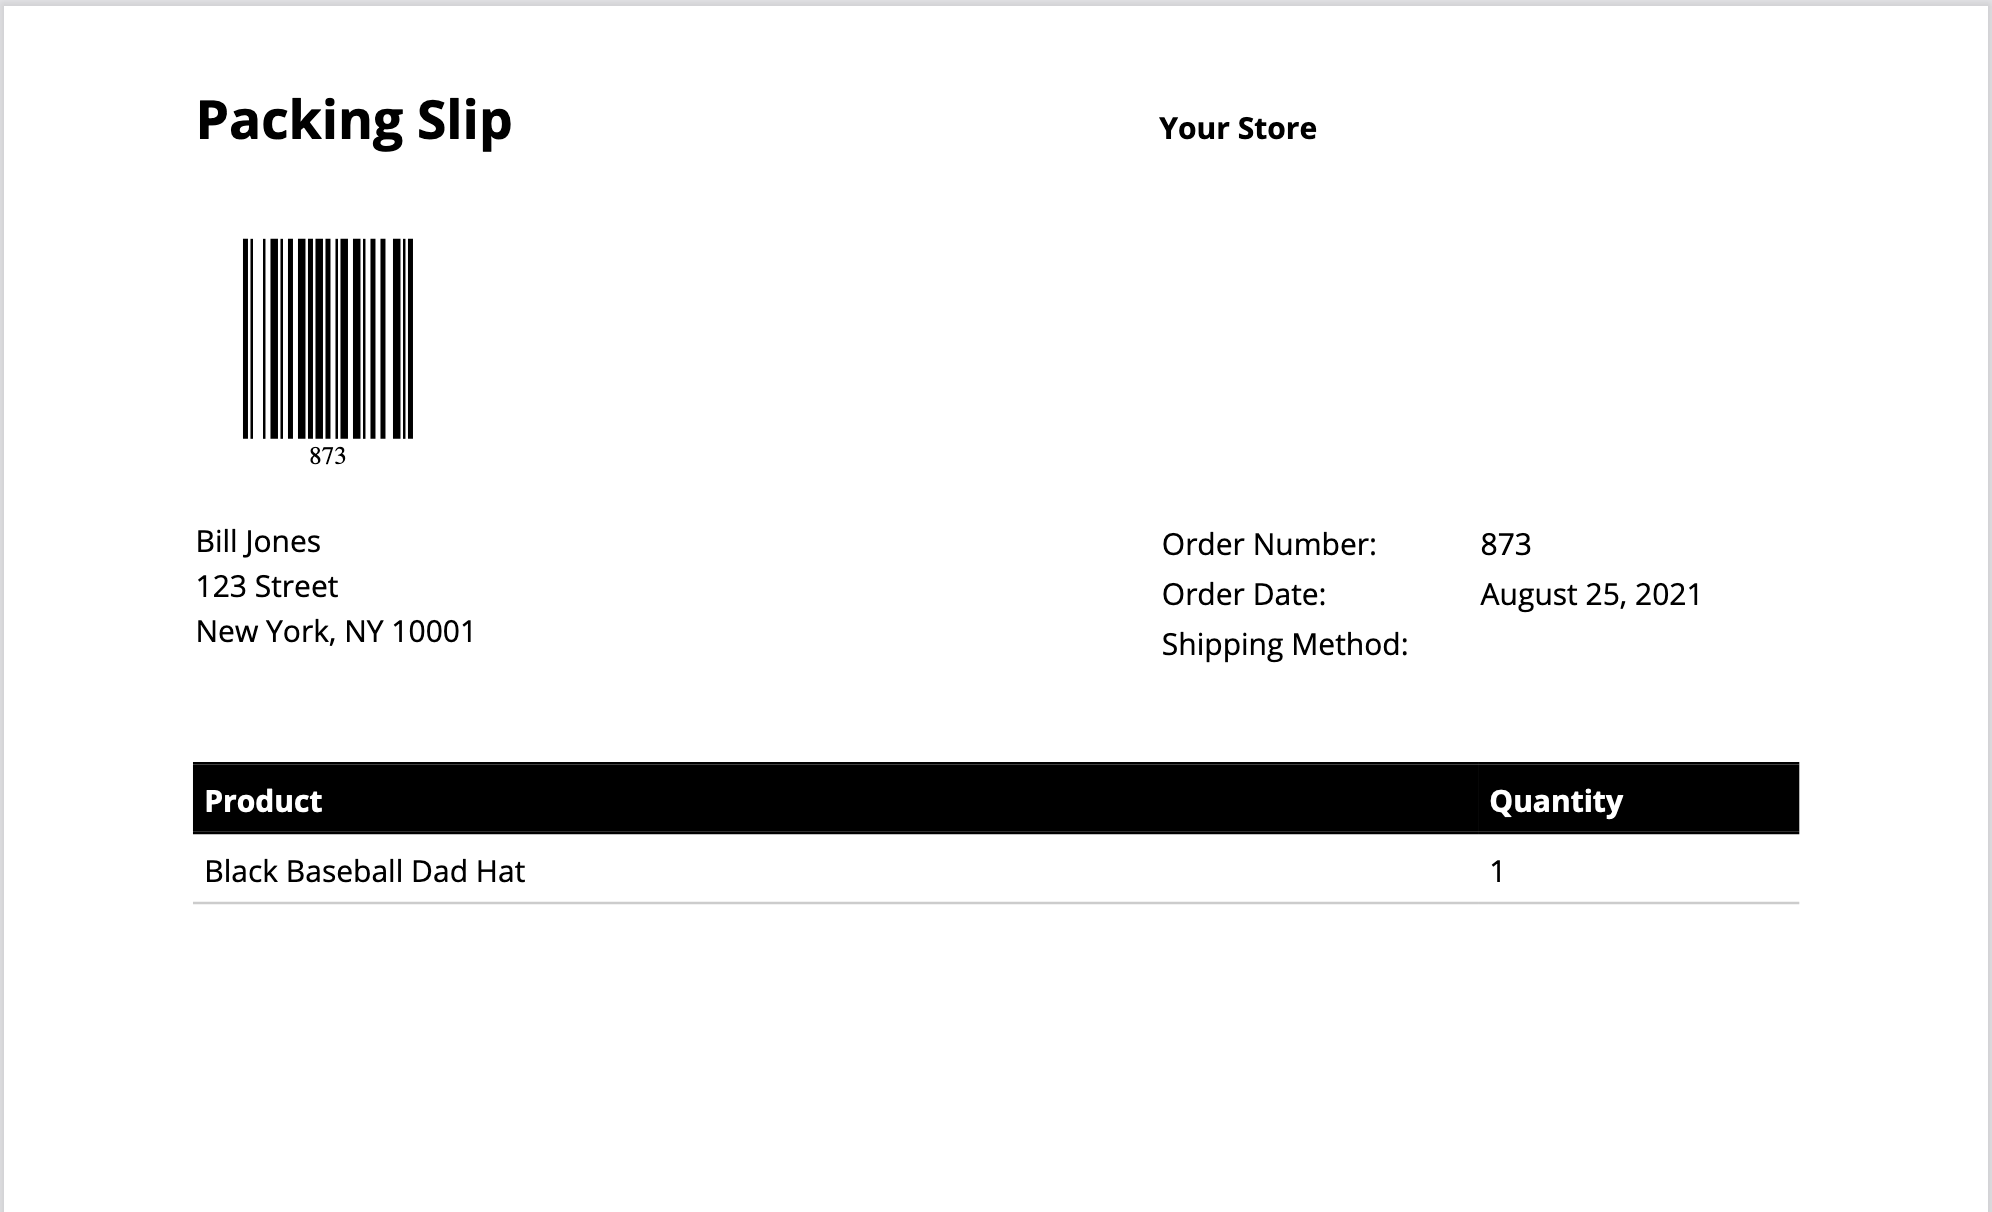 Packing Slip
Your Store
873
Bill Jones
123 Street
New York, NY 10001
Order Number: 873
Order Date: August 25, 2021
Shipping Method:
Product Quantity
Black Baseball Dad Hat 1